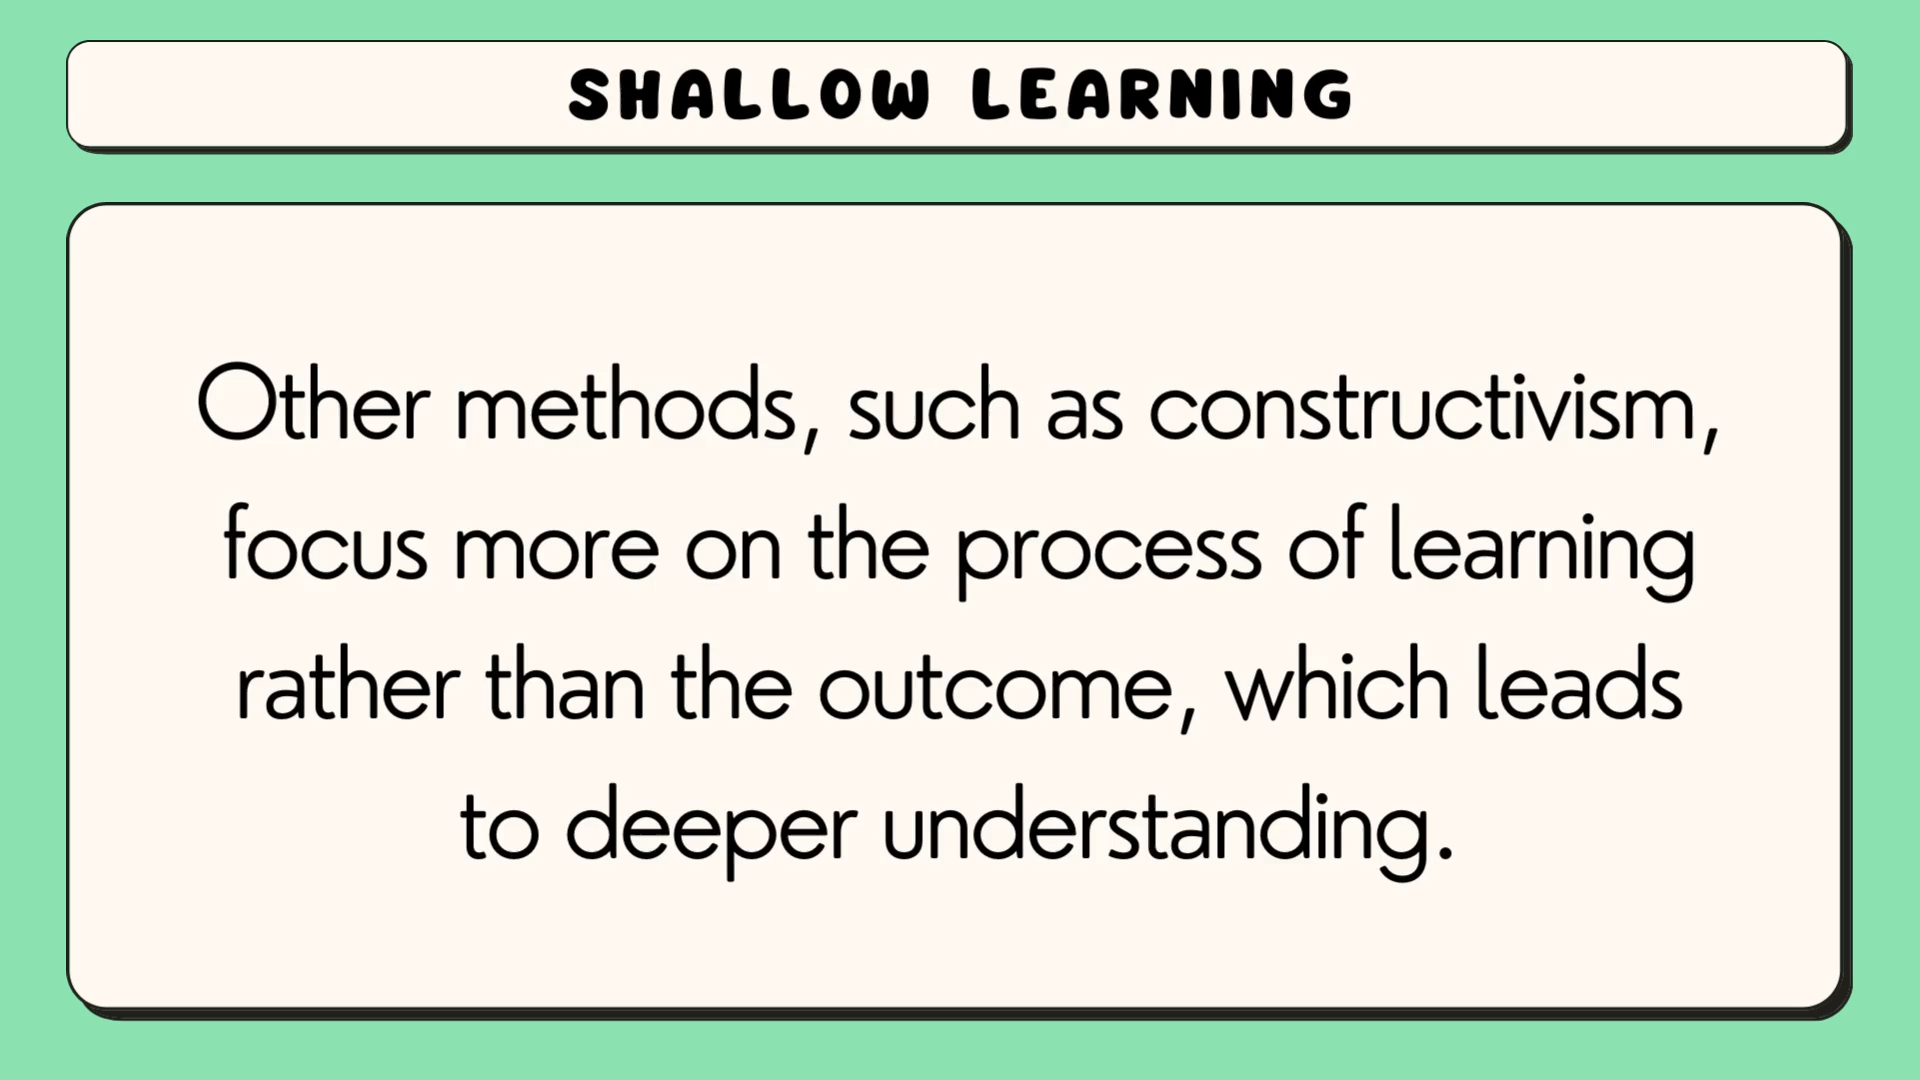 SHALLOW LEARNING
Other methods, such as constructivism,
focus more on the process of learning
rather than the outcome, which leads
to deeper understanding.